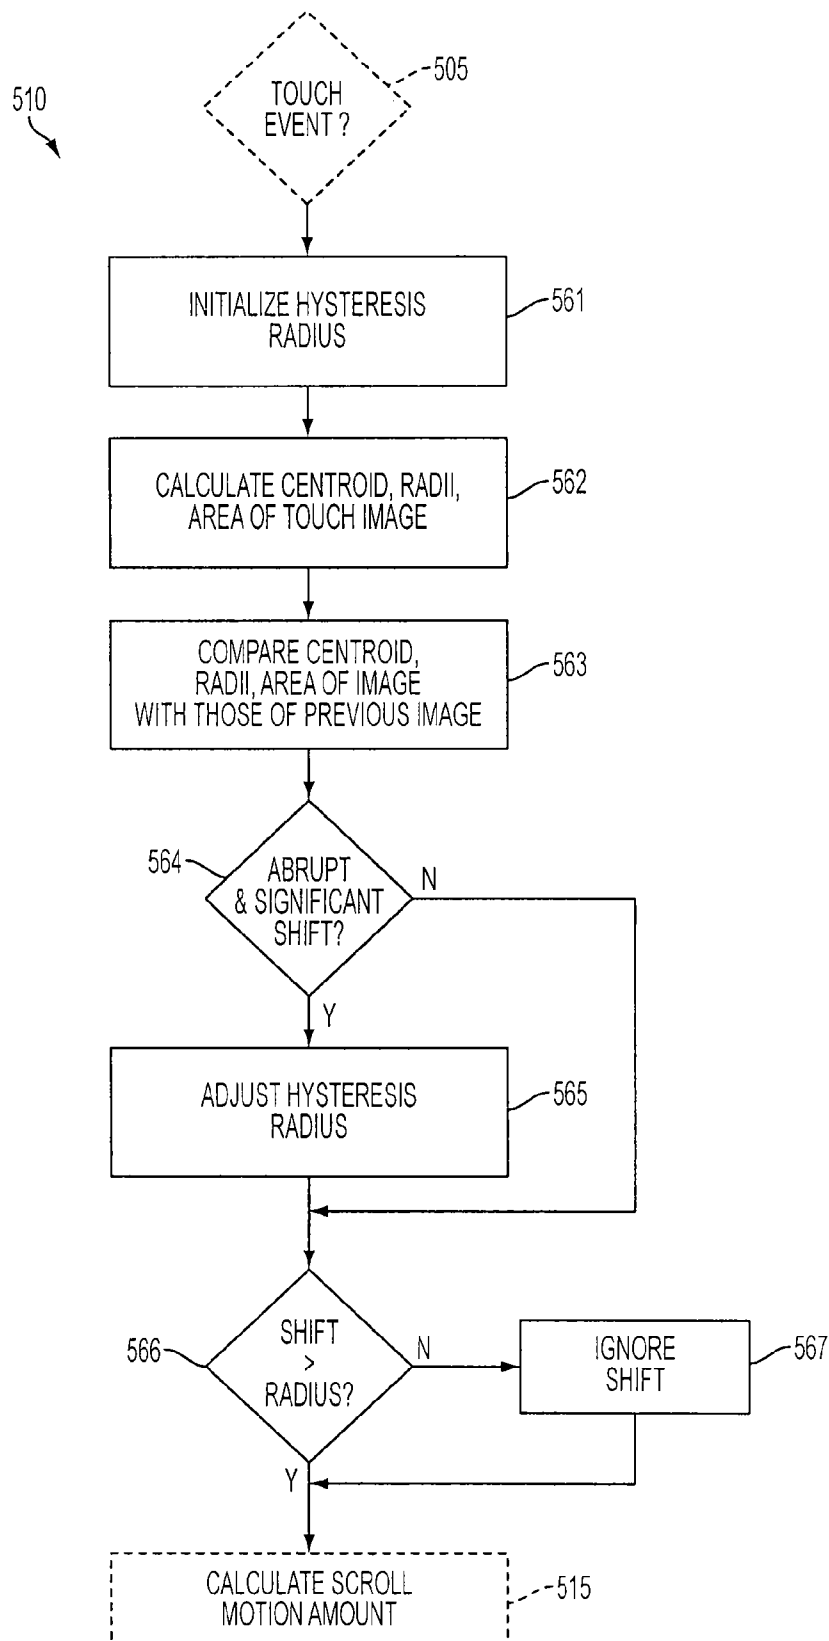 510
TOUCH
EVENT ?
505
INITIALIZE HYSTERESIS
RADIUS
561
CALCULATE CENTROID, RADII,
AREA OF TOUCH IMAGE
562
COMPARE CENTROID,
RADII, AREA OF IMAGE
WITH THOSE OF PREVIOUS IMAGE
563
564
ABRUPT
& SIGNIFICANT
SHIFT?
N
Y
ADJUST HYSTERESIS
RADIUS
565
566
SHIFT
>
RADIUS?
N
IGNORE
SHIFT
567
Y
CALCULATE SCROLL
MOTION AMOUNT
515